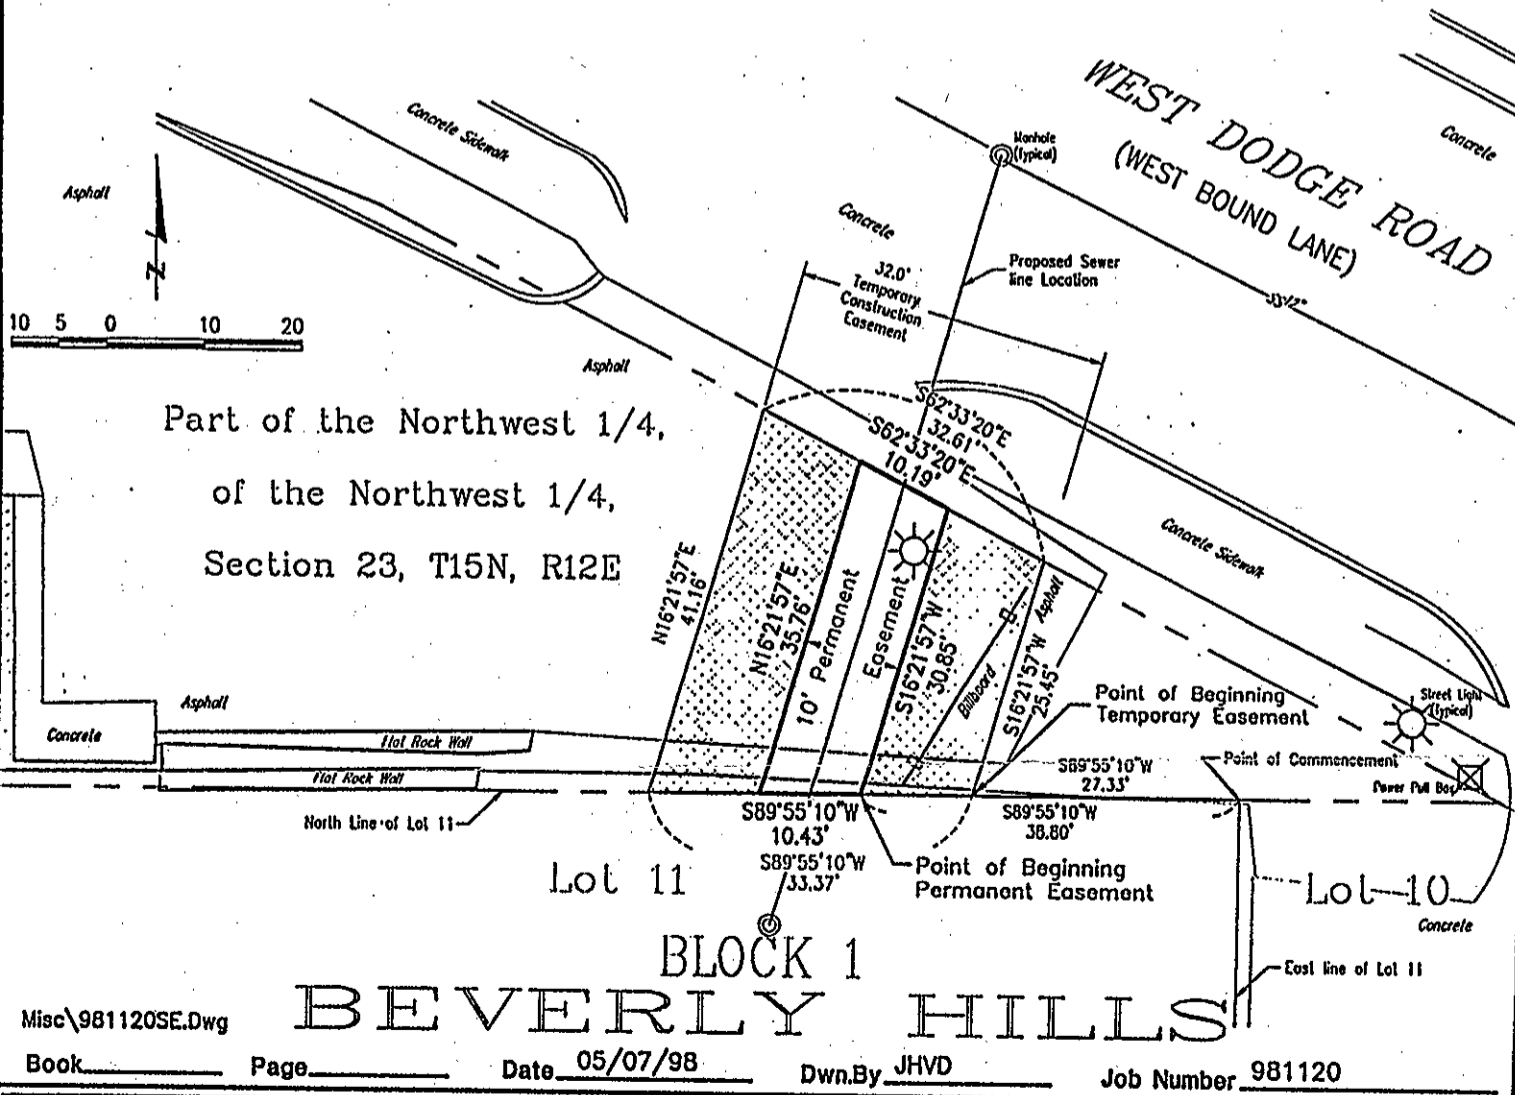 WEST DODGE ROAD
(WEST BOUND LANE)
Concrete
Concrete Sidewalk
Manhole
(Typical)
Asphalt
N
Concrete
32.0'
Temporary
Construction
Easement
Proposed Sewer
line Location
10 5 0 10 20
Asphalt
Part of the Northwest 1/4,
of the Northwest 1/4,
Section 23, T15N, R12E
S62°33'20"E
32.61'
S62°33'20"E
10.19'
Concrete Sidewalk
N16°21'57"E
41.16'
N16°21'57"E
35.76'
10' Permanent
Easement
S16°21'57"W
30.85'
Billboard
S16°21'57"W
25.45'
Asphalt
Point of Beginning
Temporary Easement
Street Light
(Typical)
Asphalt
Concrete
Flat Rock Wall
Flat Rock Wall
S89°55'10"W
27.33'
Point of Commencement
Power Pull Box
North Line of Lot 11
S89°55'10"W
10.43'
S89°55'10"W
38.80'
S89°55'10"W
33.37'
Point of Beginning
Permanent Easement
Lot 11
Lot 10
Concrete
BLOCK 1
East line of Lot 11
BEVERLY HILLS
Misc\981120SE.Dwg
Book Page Date 05/07/98 Dwn.By JHVD Job Number 981120